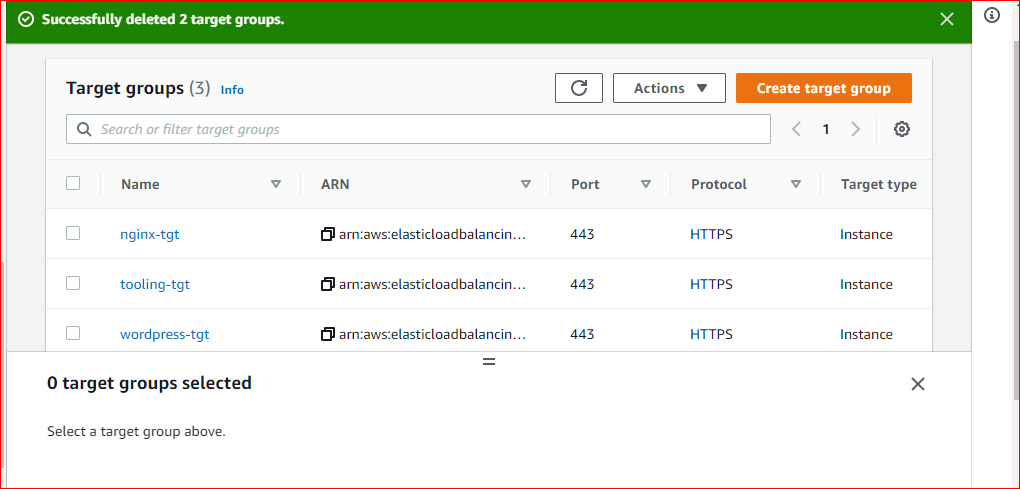 Successfully deleted 2 target groups.
Target groups (3) Info
Actions
Create target group
Search or filter target groups
1
Name ARN Port Protocol Target type
nginx-tgt arn:aws:elasticloadbalancin... 443 HTTPS Instance
tooling-tgt arn:aws:elasticloadbalancin... 443 HTTPS Instance
wordpress-tgt arn:aws:elasticloadbalancin... 443 HTTPS Instance
0 target groups selected
Select a target group above.